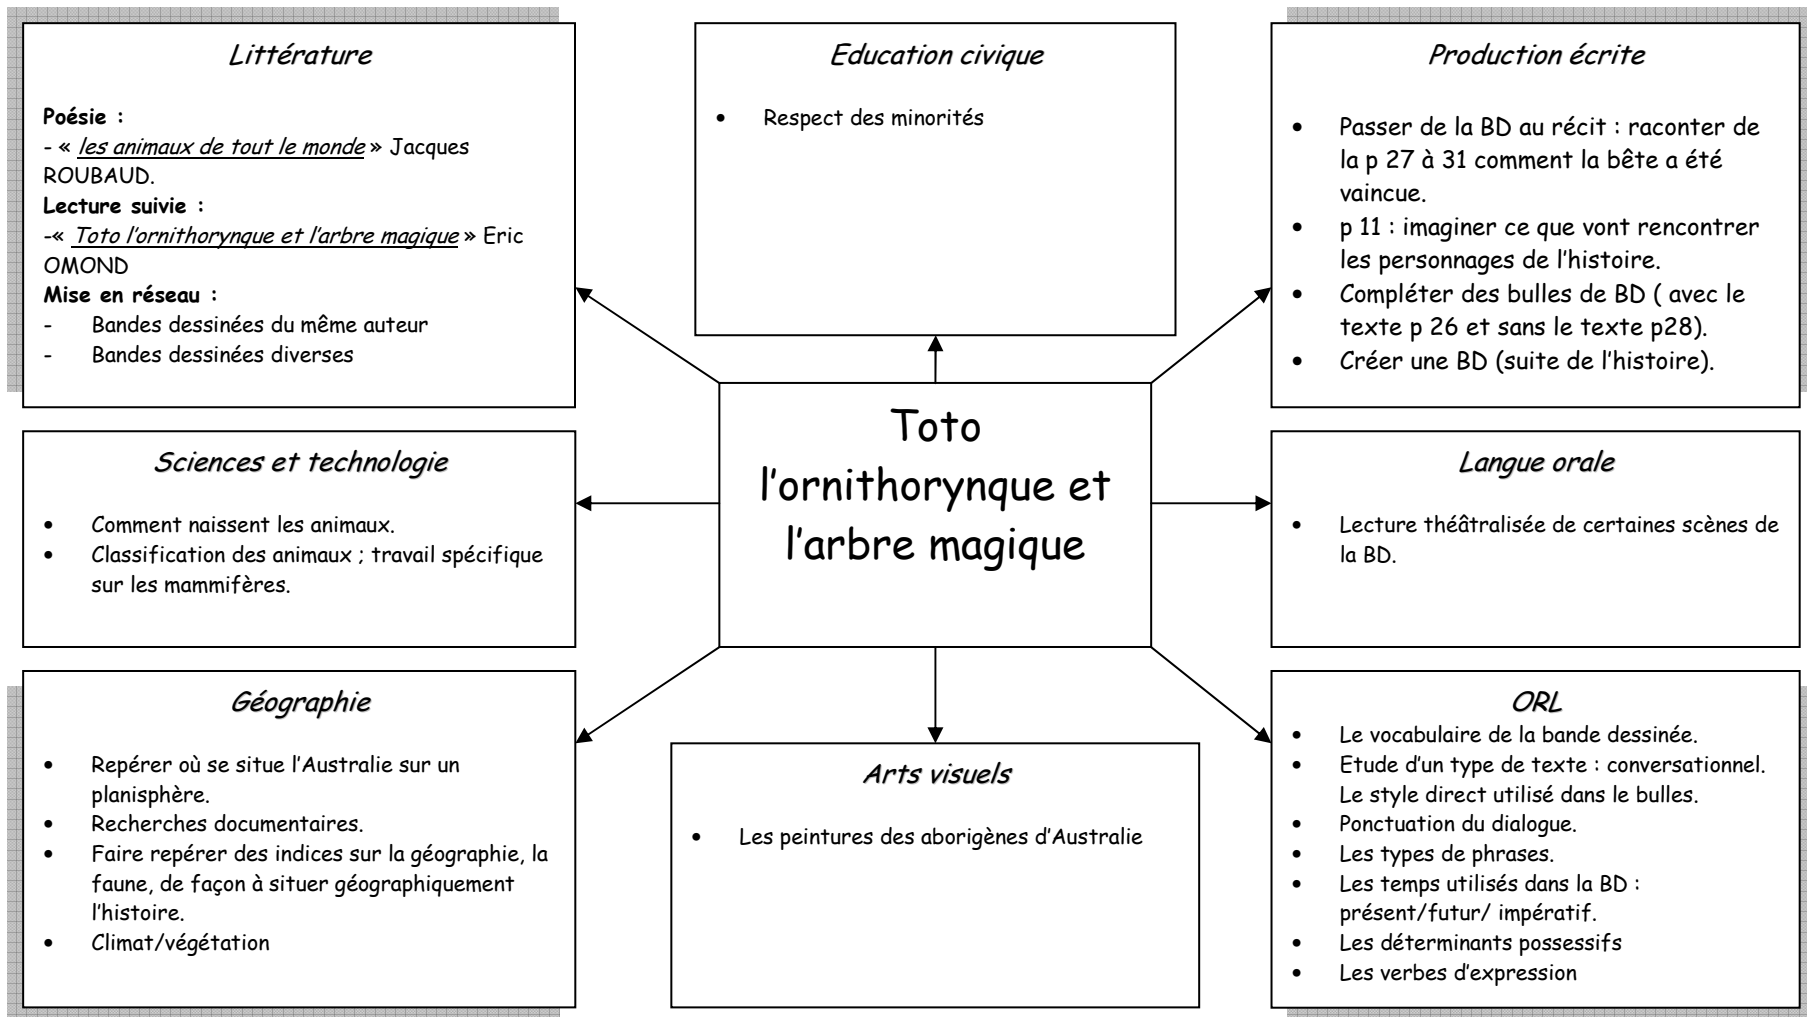 Littérature
Poésie :
- « les animaux de tout le monde » Jacques
ROUBAUD.
Lecture suivie :
-« Toto l'ornithorynque et l'arbre magique » Eric
OMOND
Mise en réseau :
- Bandes dessinées du même auteur
- Bandes dessinées diverses
Education civique
• Respect des minorités
Production écrite
• Passer de la BD au récit : raconter de
la p 27 à 31 comment la bête a été
vaincue.
• p 11 : imaginer ce que vont rencontrer
les personnages de l'histoire.
• Compléter des bulles de BD ( avec le
texte p 26 et sans le texte p28).
• Créer une BD (suite de l'histoire).
Sciences et technologie
• Comment naissent les animaux.
• Classification des animaux ; travail spécifique
sur les mammifères.
Toto
l'ornithorynque et
l'arbre magique
Langue orale
• Lecture théâtralisée de certaines scènes de
la BD.
Géographie
• Repérer où se situe l'Australie sur un
planisphère.
• Recherches documentaires.
• Faire repérer des indices sur la géographie, la
faune, de façon à situer géographiquement
l'histoire.
• Climat/végétation
Arts visuels
• Les peintures des aborigènes d'Australie
ORL
• Le vocabulaire de la bande dessinée.
• Etude d'un type de texte : conversationnel.
Le style direct utilisé dans le bulles.
• Ponctuation du dialogue.
• Les types de phrases.
• Les temps utilisés dans la BD :
présent/futur/ impératif.
• Les déterminants possessifs
• Les verbes d'expression